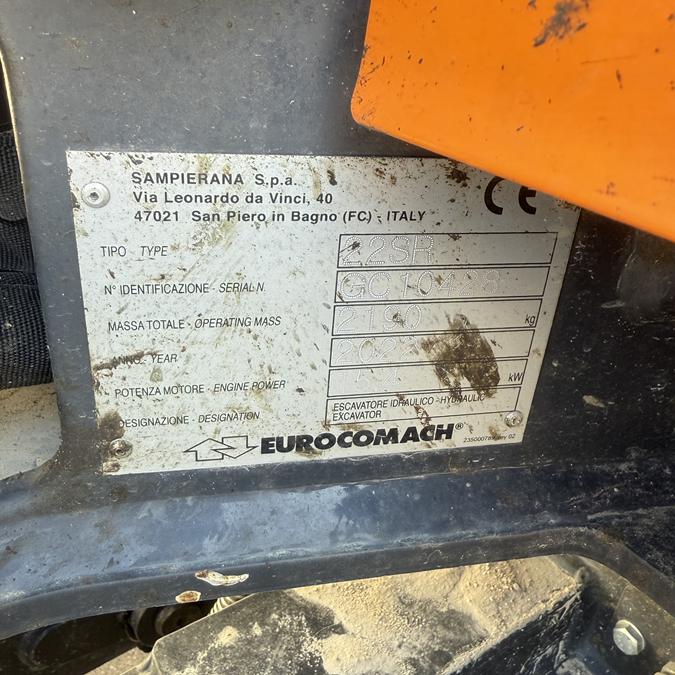 SAMPIERANA S.p.a.
Via Leonardo da Vinci, 40
47021 San Piero in Bagno (FC) - ITALY
CE
TIPO - TYPE 22SR
N° IDENTIFICAZIONE - SERIAL N. GC10428
MASSA TOTALE - OPERATING MASS 2190 kg
ANNO - YEAR
POTENZA MOTORE - ENGINE POWER kW
DESIGNAZIONE - DESIGNATION ESCAVATORE IDRAULICO - HYDRAULIC
EXCAVATOR
EUROCOMACH®